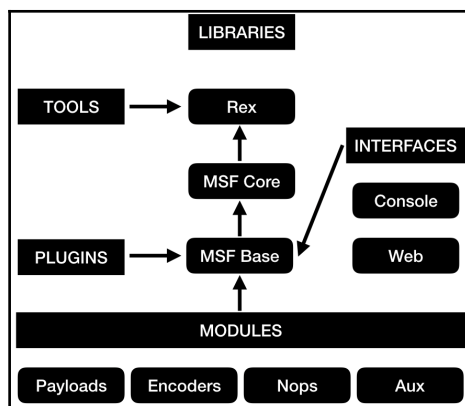 LIBRARIES
TOOLS
Rex
INTERFACES
MSF Core
Console
PLUGINS
MSF Base
Web
MODULES
Payloads
Encoders
Nops
Aux